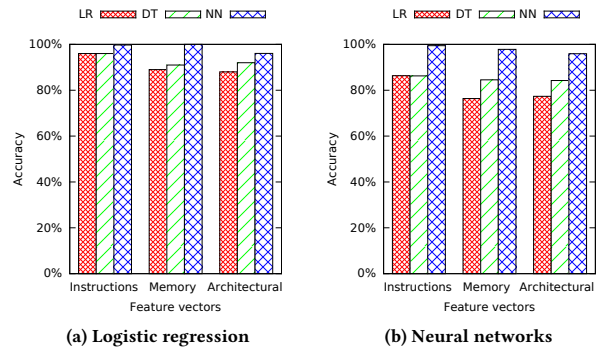 LR DT NN
100%
80%
60%
40%
20%
0%
Accuracy
Instructions Memory Architectural
Feature vectors
(a) Logistic regression
LR DT NN
100%
80%
60%
40%
20%
0%
Accuracy
Instructions Memory Architectural
Feature vectors
(b) Neural networks